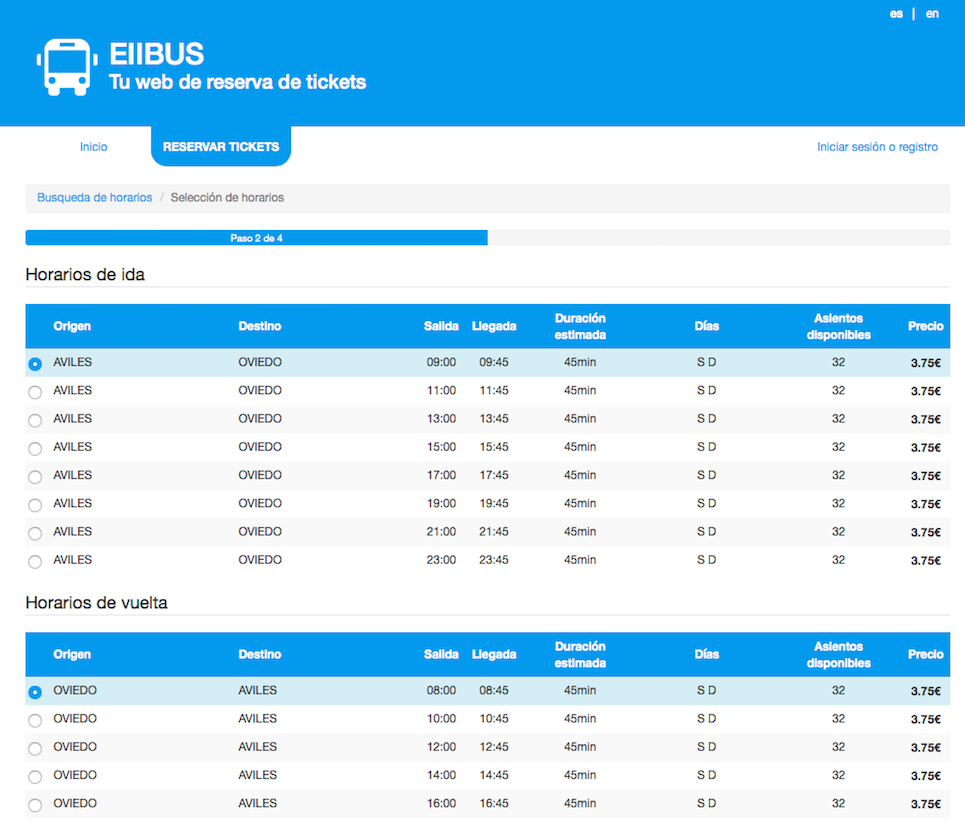 es | en
EIIBUS
Tu web de reserva de tickets
Inicio RESERVAR TICKETS Iniciar sesión o registro
Busqueda de horarios / Selección de horarios
Paso 2 de 4
Horarios de ida
Origen Destino Salida Llegada Duración estimada Días Asientos disponibles Precio
AVILES OVIEDO 09:00 09:45 45min S D 32 3.75€
AVILES OVIEDO 11:00 11:45 45min S D 32 3.75€
AVILES OVIEDO 13:00 13:45 45min S D 32 3.75€
AVILES OVIEDO 15:00 15:45 45min S D 32 3.75€
AVILES OVIEDO 17:00 17:45 45min S D 32 3.75€
AVILES OVIEDO 19:00 19:45 45min S D 32 3.75€
AVILES OVIEDO 21:00 21:45 45min S D 32 3.75€
AVILES OVIEDO 23:00 23:45 45min S D 32 3.75€
Horarios de vuelta
Origen Destino Salida Llegada Duración estimada Días Asientos disponibles Precio
OVIEDO AVILES 08:00 08:45 45min S D 32 3.75€
OVIEDO AVILES 10:00 10:45 45min S D 32 3.75€
OVIEDO AVILES 12:00 12:45 45min S D 32 3.75€
OVIEDO AVILES 14:00 14:45 45min S D 32 3.75€
OVIEDO AVILES 16:00 16:45 45min S D 32 3.75€